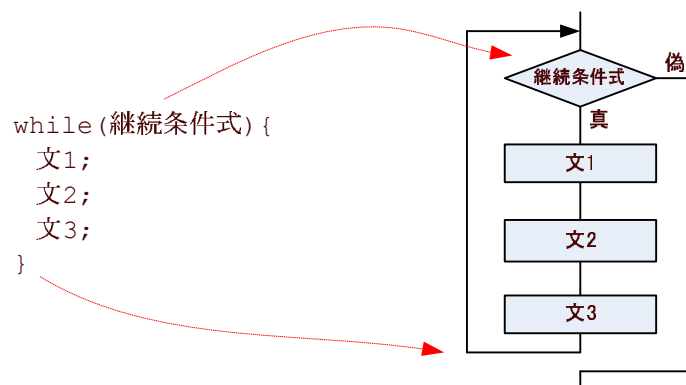 while(継続条件式){
文1;
文2;
文3;
}
継続条件式
偽
真
文1
文2
文3